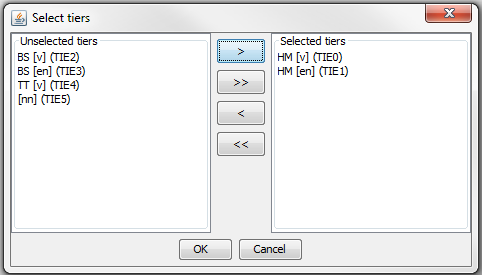 Select tiers
Unselected tiers
BS [v] (TIE2)
BS [en] (TIE3)
TT [v] (TIE4)
[nn] (TIE5)
>
>>
<
<<
Selected tiers
HM [v] (TIE0)
HM [en] (TIE1)
OK
Cancel